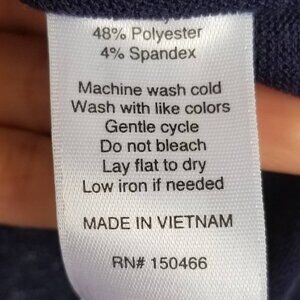 48% Polyester
4% Spandex
Machine wash cold
Wash with like colors
Gentle cycle
Do not bleach
Lay flat to dry
Low iron if needed
MADE IN VIETNAM
RN# 150466